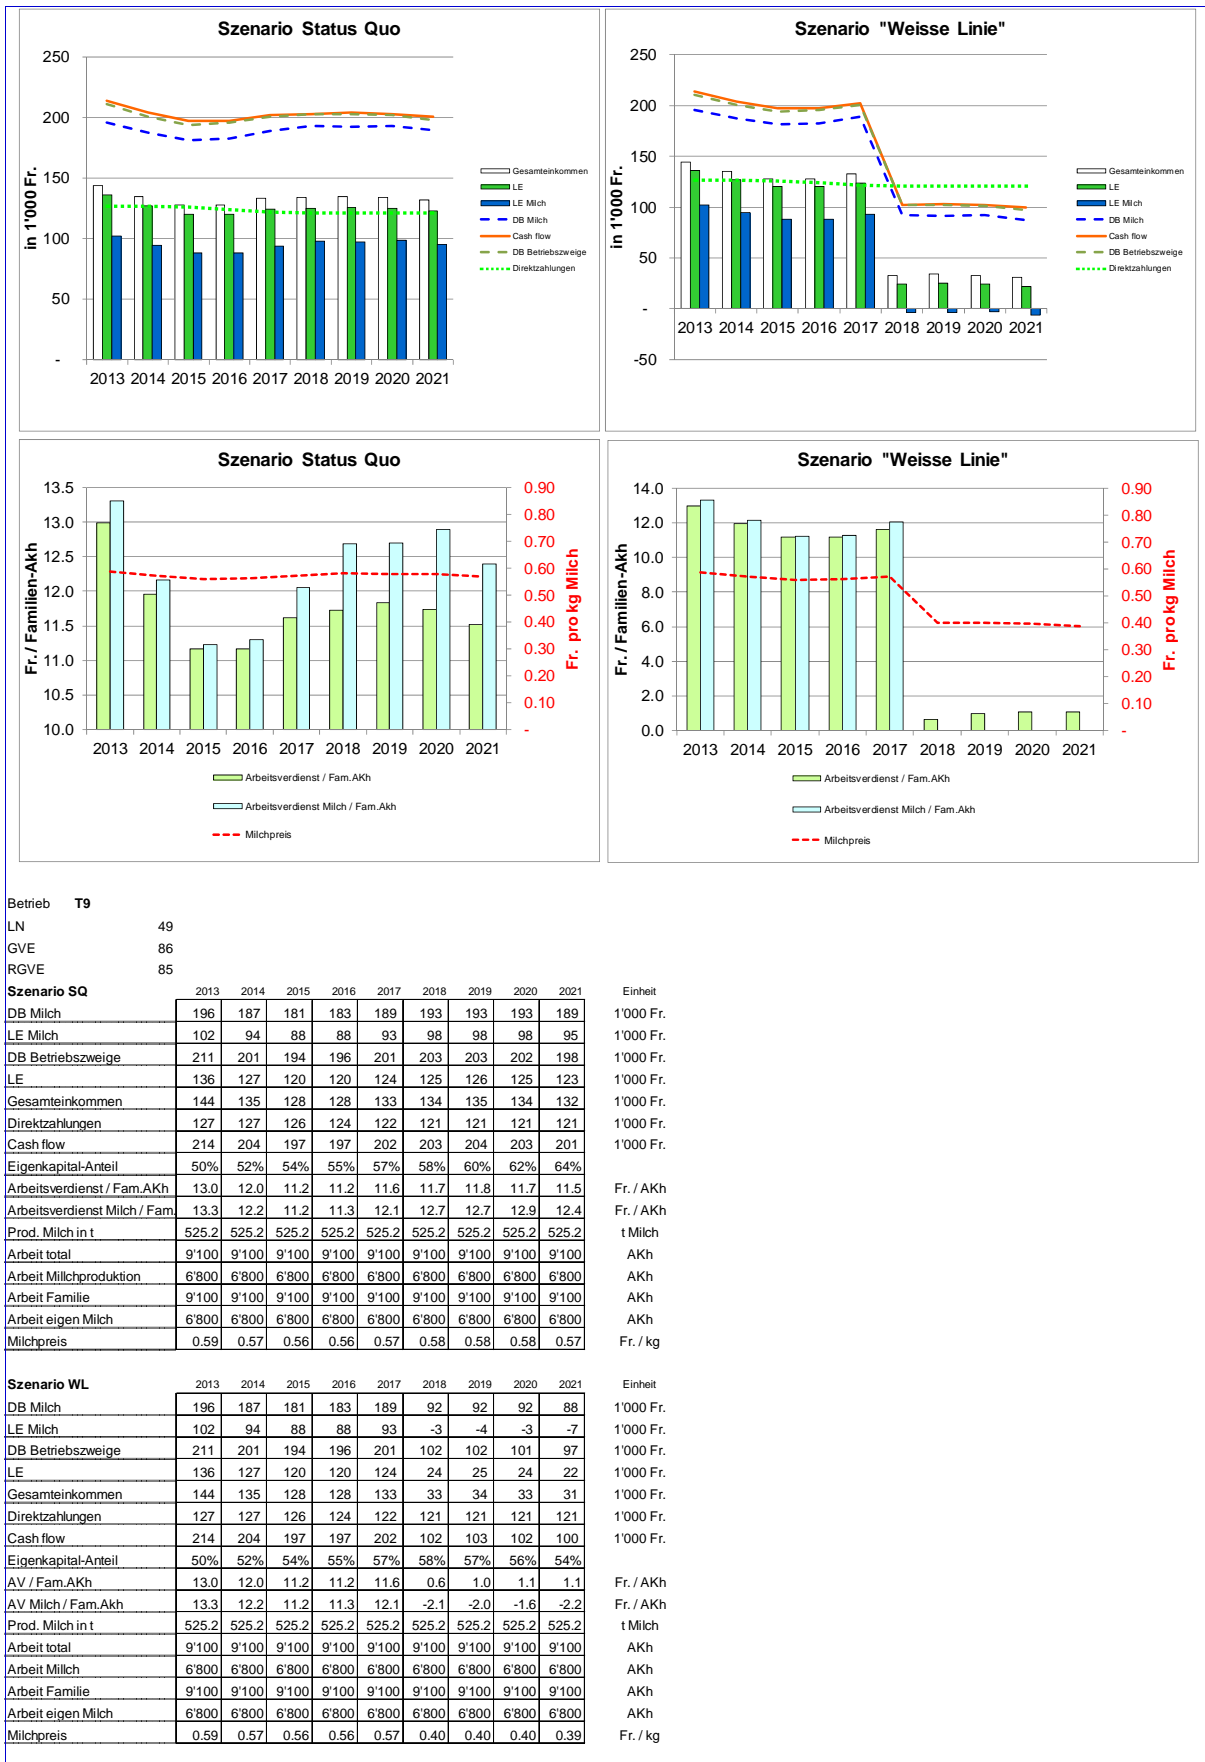 Szenario Status Quo
250
200
150
100
50
-
in 1'000 Fr.
2013 2014 2015 2016 2017 2018 2019 2020 2021
Gesamteinkommen
LE
LE Milch
DB Milch
Cash flow
DB Betriebszweige
Direktzahlungen
Szenario "Weisse Linie"
250
200
150
100
50
-
-50
in 1'000 Fr.
2013 2014 2015 2016 2017 2018 2019 2020 2021
Gesamteinkommen
LE
LE Milch
DB Milch
Cash flow
DB Betriebszweige
Direktzahlungen
Szenario Status Quo
13.5
13.0
12.5
12.0
11.5
11.0
10.5
10.0
Fr. / Familien-Akh
0.90
0.80
0.70
0.60
0.50
0.40
0.30
0.20
0.10
-
Fr. pro kg Milch
2013 2014 2015 2016 2017 2018 2019 2020 2021
Arbeitsverdienst / Fam.AKh
Arbeitsverdienst Milch / Fam.Akh
Milchpreis
Szenario "Weisse Linie"
14.0
12.0
10.0
8.0
6.0
4.0
2.0
0.0
Fr. / Familien-Akh
0.90
0.80
0.70
0.60
0.50
0.40
0.30
0.20
0.10
-
Fr. pro kg Milch
2013 2014 2015 2016 2017 2018 2019 2020 2021
Arbeitsverdienst / Fam.AKh
Arbeitsverdienst Milch / Fam.Akh
Milchpreis
Betrieb T9
LN 49
GVE 86
RGVE 85
Szenario SQ 2013 2014 2015 2016 2017 2018 2019 2020 2021 Einheit
DB Milch 196 187 181 183 189 193 193 193 189 1'000 Fr.
LE Milch 102 94 88 88 93 98 98 98 95 1'000 Fr.
DB Betriebszweige 211 201 194 196 201 203 203 202 198 1'000 Fr.
LE 136 127 120 120 124 125 126 125 123 1'000 Fr.
Gesamteinkommen 144 135 128 128 133 134 135 134 132 1'000 Fr.
Direktzahlungen 127 127 126 124 122 121 121 121 121 1'000 Fr.
Cash flow 214 204 197 197 202 203 204 203 201 1'000 Fr.
Eigenkapital-Anteil 50% 52% 54% 55% 57% 58% 60% 62% 64%
Arbeitsverdienst / Fam.AKh 13.0 12.0 11.2 11.2 11.6 11.7 11.8 11.7 11.5 Fr. / AKh
Arbeitsverdienst Milch / Fam. 13.3 12.2 11.2 11.3 12.1 12.7 12.7 12.9 12.4 Fr. / AKh
Prod. Milch in t 525.2 525.2 525.2 525.2 525.2 525.2 525.2 525.2 525.2 t Milch
Arbeit total 9'100 9'100 9'100 9'100 9'100 9'100 9'100 9'100 9'100 AKh
Arbeit Millchproduktion 6'800 6'800 6'800 6'800 6'800 6'800 6'800 6'800 6'800 AKh
Arbeit Familie 9'100 9'100 9'100 9'100 9'100 9'100 9'100 9'100 9'100 AKh
Arbeit eigen Milch 6'800 6'800 6'800 6'800 6'800 6'800 6'800 6'800 6'800 AKh
Milchpreis 0.59 0.57 0.56 0.56 0.57 0.58 0.58 0.58 0.57 Fr. / kg
Szenario WL 2013 2014 2015 2016 2017 2018 2019 2020 2021 Einheit
DB Milch 196 187 181 183 189 92 92 92 88 1'000 Fr.
LE Milch 102 94 88 88 93 -3 -4 -3 -7 1'000 Fr.
DB Betriebszweige 211 201 194 196 201 102 102 101 97 1'000 Fr.
LE 136 127 120 120 124 24 25 24 22 1'000 Fr.
Gesamteinkommen 144 135 128 128 133 33 34 33 31 1'000 Fr.
Direktzahlungen 127 127 126 124 122 121 121 121 121 1'000 Fr.
Cash flow 214 204 197 197 202 102 103 102 100 1'000 Fr.
Eigenkapital-Anteil 50% 52% 54% 55% 57% 58% 57% 56% 54%
AV / Fam.AKh 13.0 12.0 11.2 11.2 11.6 0.6 1.0 1.1 1.1 Fr. / AKh
AV Milch / Fam.Akh 13.3 12.2 11.2 11.3 12.1 -2.1 -2.0 -1.6 -2.2 Fr. / AKh
Prod. Milch in t 525.2 525.2 525.2 525.2 525.2 525.2 525.2 525.2 525.2 t Milch
Arbeit total 9'100 9'100 9'100 9'100 9'100 9'100 9'100 9'100 9'100 AKh
Arbeit Millch 6'800 6'800 6'800 6'800 6'800 6'800 6'800 6'800 6'800 AKh
Arbeit Familie 9'100 9'100 9'100 9'100 9'100 9'100 9'100 9'100 9'100 AKh
Arbeit eigen Milch 6'800 6'800 6'800 6'800 6'800 6'800 6'800 6'800 6'800 AKh
Milchpreis 0.59 0.57 0.56 0.56 0.57 0.40 0.40 0.40 0.39 Fr. / kg